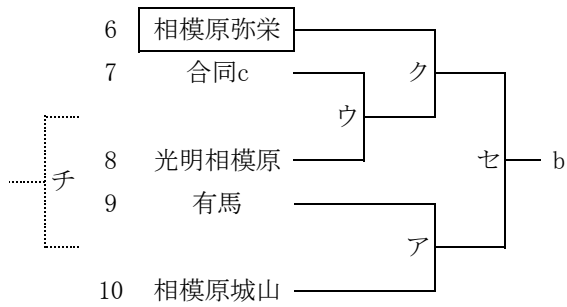 6 相模原弥栄
7 合同c
ク
ウ
8 光明相模原
セ b
チ
9 有馬
ア
10 相模原城山